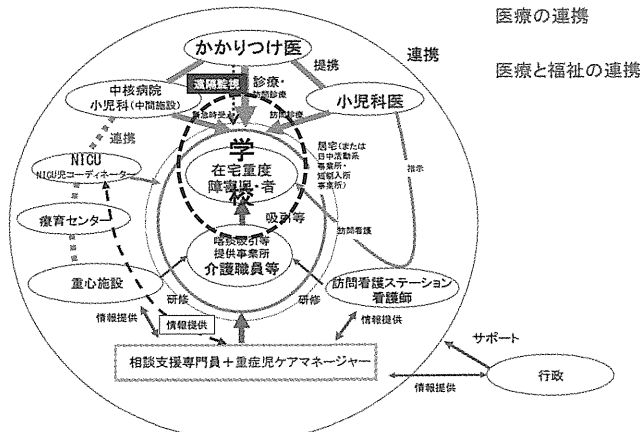 医療の連携
医療と福祉の連携
連携
かかりつけ医
提携
遠隔監視
診療・
訪問診療
中核病院
小児科(中間施設)
小児科医
緊急時受入
訪問診療
連携
学校
居宅(または
日中活動系
事業所・
短期入所
事業所)
指示
NICU
NICU児コーディネーター
在宅重度
障害児・者
吸引等
療育センター
訪問看護
喀痰吸引等
提供事業所
介護職員等
重心施設
訪問看護ステーション
看護師
研修
研修
情報提供
情報提供
情報提供
サポート
相談支援専門員+重症児ケアマネージャー
行政
情報提供